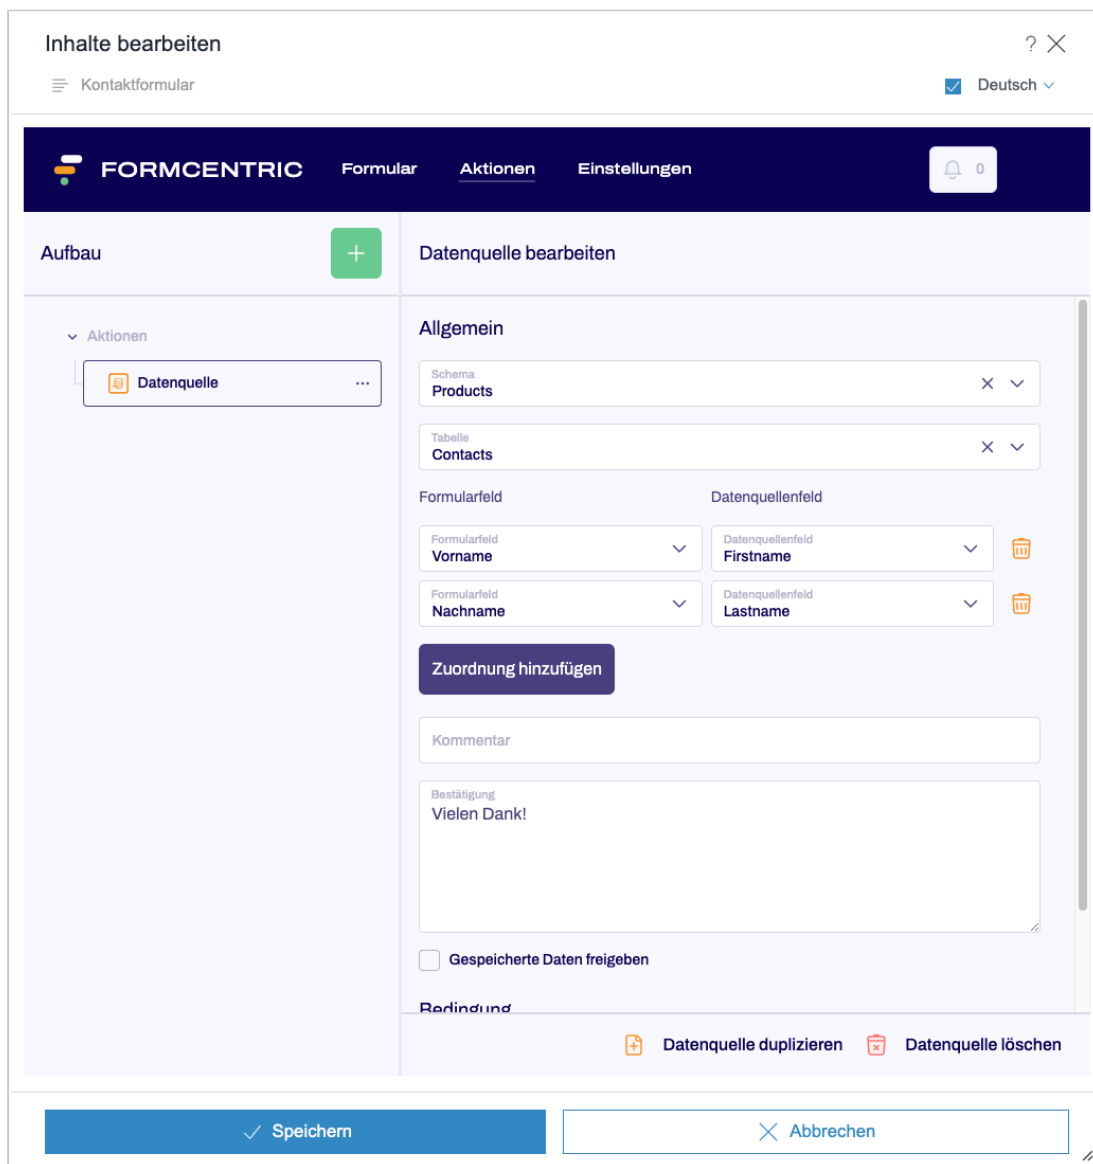 Inhalte bearbeiten
?
Kontaktformular
Deutsch
FORMCENTRIC
Formular
Aktionen
Einstellungen
0
Aufbau
+
Datenquelle bearbeiten
Aktionen
Datenquelle
...
Allgemein
Schema
Products
Tabelle
Contacts
Formularfeld
Datenquellenfeld
Formularfeld
Vorname
Datenquellenfeld
Firstname
Formularfeld
Nachname
Datenquellenfeld
Lastname
Zuordnung hinzufügen
Kommentar
Bestätigung
Vielen Dank!
Gespeicherte Daten freigeben
Bedingung
Datenquelle duplizieren
Datenquelle löschen
Speichern
Abbrechen